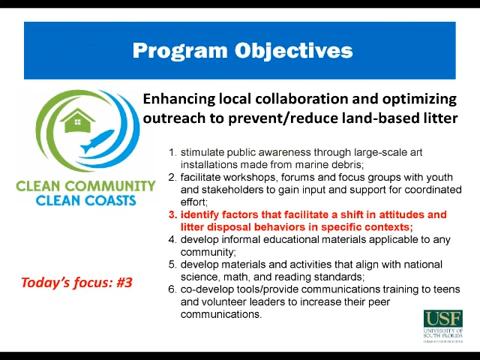 Program Objectives
Enhancing local collaboration and optimizing
outreach to prevent/reduce land-based litter
CLEAN COMMUNITY
CLEAN COASTS
1. stimulate public awareness through large-scale art
installations made from marine debris;
2. facilitate workshops, forums and focus groups with youth
and stakeholders to gain input and support for coordinated
effort;
3. identify factors that facilitate a shift in attitudes and
litter disposal behaviors in specific contexts;
4. develop informal educational materials applicable to any
community;
5. develop materials and activities that align with national
science, math, and reading standards;
6. co-develop tools/provide communications training to teens
and volunteer leaders to increase their peer
communications.
Today's focus: #3
USF
UNIVERSITY OF
SOUTH FLORIDA